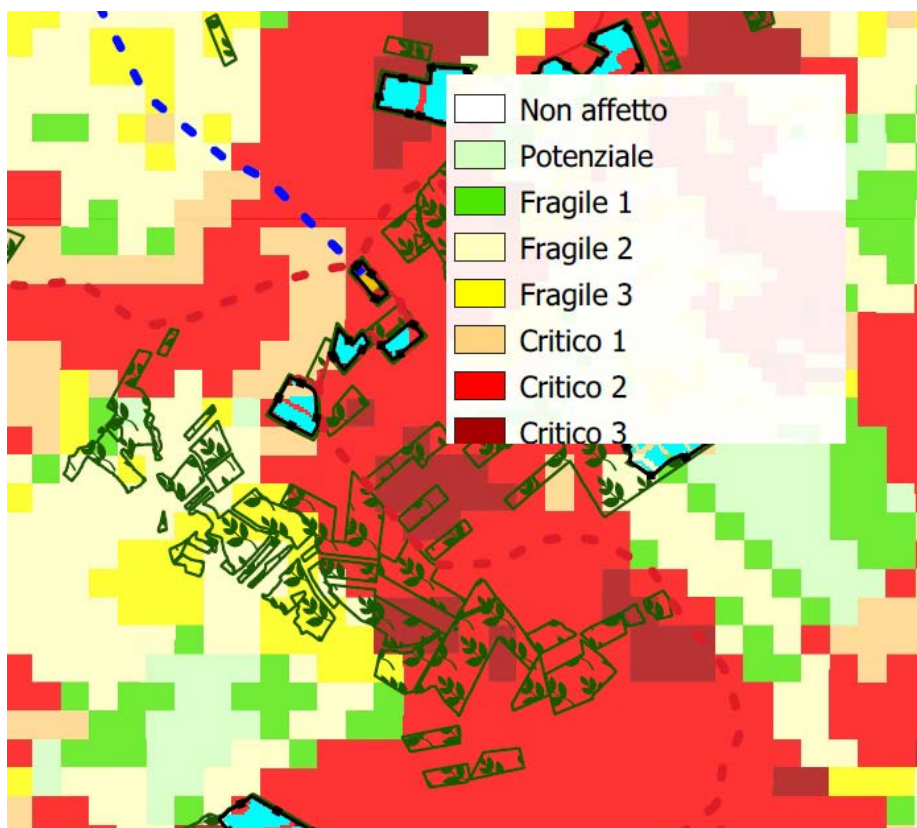 Non affetto
Potenziale
Fragile 1
Fragile 2
Fragile 3
Critico 1
Critico 2
Critico 3